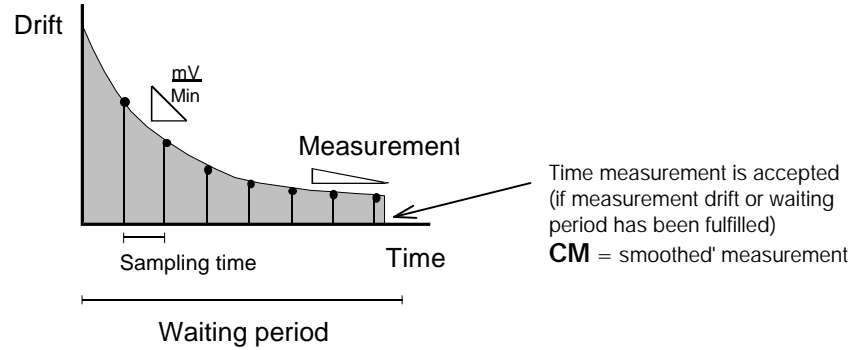 Drift
mV
Min
Measurement
Sampling time
Time
Waiting period
Time measurement is accepted
(if measurement drift or waiting
period has been fulfilled)
CM = smoothed' measurement